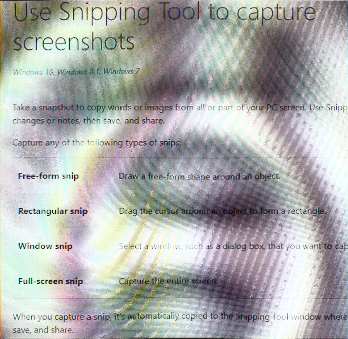 Use Snipping Tool to capture
screenshots
Windows 10, Windows 8.1, Windows 7
Take a snapshot to copy words or images from all or part of your PC screen. Use Snipp
changes or notes, then save, and share.
Capture any of the following types of snips:
Free-form snip Draw a free-form shape around an object.
Rectangular snip Drag the cursor around an object to form a rectangle.
Window snip Select a window, such as a dialog box, that you want to cap
Full-screen snip Capture the entire screen.
When you capture a snip, it's automatically copied to the Snipping Tool window where
save, and share.